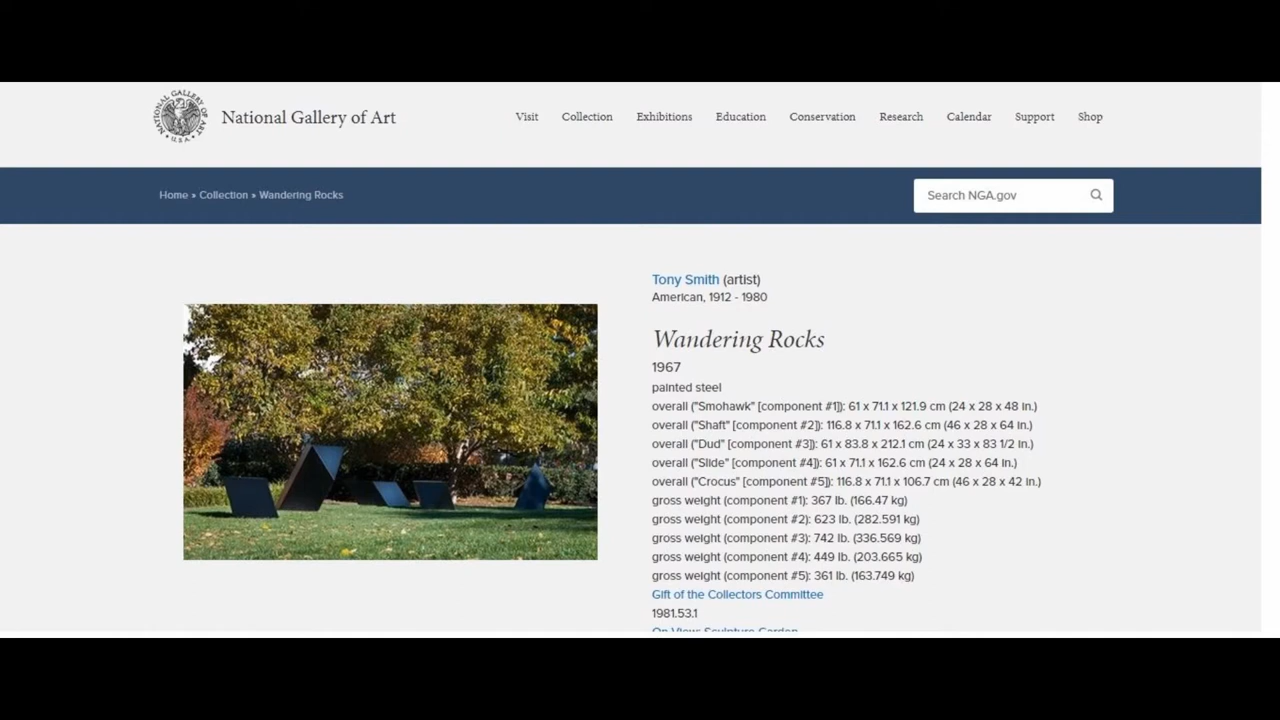 NATIONAL GALLERY OF ART
U.S.A.
National Gallery of Art
Visit Collection Exhibitions Education Conservation Research Calendar Support Shop
Home » Collection » Wandering Rocks
Search NGA.gov
Tony Smith (artist)
American, 1912 - 1980
Wandering Rocks
1967
painted steel
overall ("Smohawk" [component #1]): 61 x 71.1 x 121.9 cm (24 x 28 x 48 in.)
overall ("Shaft" [component #2]): 116.8 x 71.1 x 162.6 cm (46 x 28 x 64 in.)
overall ("Dud" [component #3]): 61 x 83.8 x 212.1 cm (24 x 33 x 83 1/2 in.)
overall ("Slide" [component #4]): 61 x 71.1 x 162.6 cm (24 x 28 x 64 in.)
overall ("Crocus" [component #5]): 116.8 x 71.1 x 106.7 cm (46 x 28 x 42 in.)
gross weight (component #1): 367 lb. (166.47 kg)
gross weight (component #2): 623 lb. (282.591 kg)
gross weight (component #3): 742 lb. (336.569 kg)
gross weight (component #4): 449 lb. (203.665 kg)
gross weight (component #5): 361 lb. (163.749 kg)
Gift of the Collectors Committee
1981.53.1
On View: Sculpture Garden